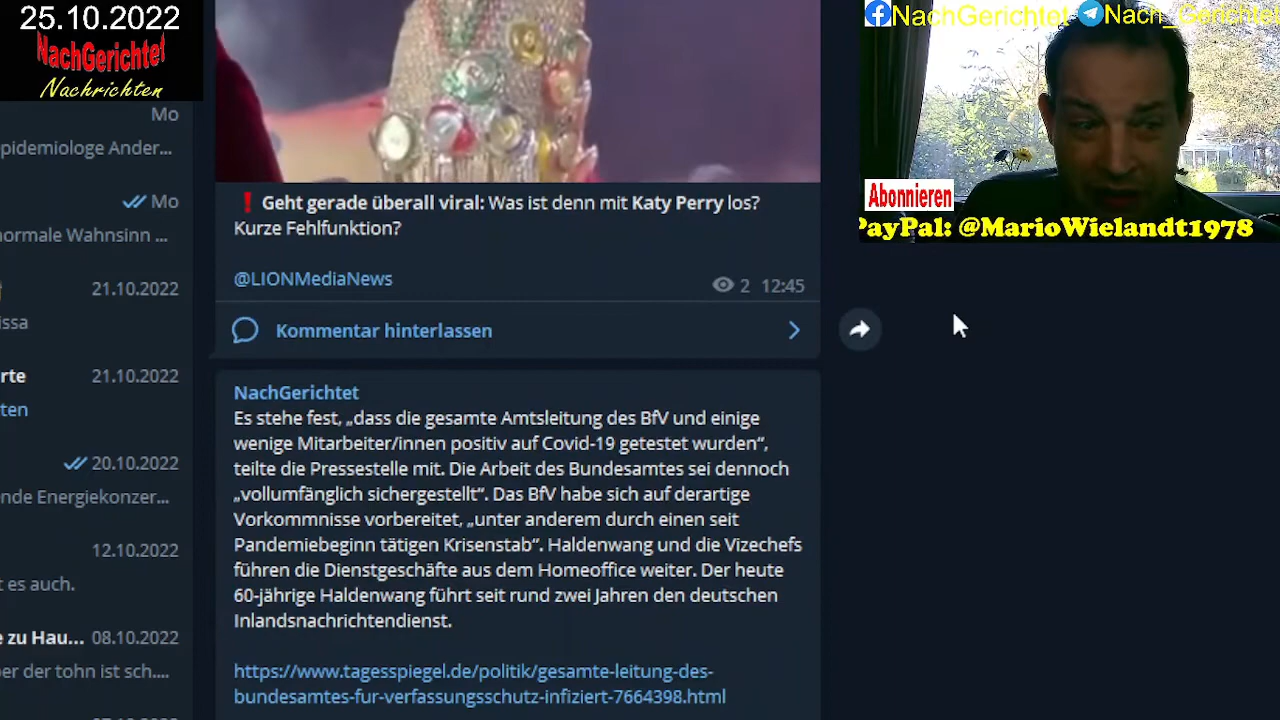 25.10.2022
NachGerichtet
Nachrichten
NachGerichtet Nach_Gerichtet
Abonnieren
PayPal: @MarioWielandt1978
Mo
pidemiologe Ander...
Mo
normale Wahnsinn ...
21.10.2022
issa
rte 21.10.2022
ten
20.10.2022
ende Energiekonzer...
12.10.2022
t es auch.
e zu Hau... 08.10.2022
er der tohn ist sch....
❗ Geht gerade überall viral: Was ist denn mit Katy Perry los?
Kurze Fehlfunktion?
@LIONMediaNews
2 12:45
Kommentar hinterlassen
NachGerichtet
Es stehe fest, „dass die gesamte Amtsleitung des BfV und einige
wenige Mitarbeiter/innen positiv auf Covid-19 getestet wurden“,
teilte die Pressestelle mit. Die Arbeit des Bundesamtes sei dennoch
„vollumfänglich sichergestellt“. Das BfV habe sich auf derartige
Vorkommnisse vorbereitet, „unter anderem durch einen seit
Pandemiebeginn tätigen Krisenstab“. Haldenwang und die Vizechefs
führen die Dienstgeschäfte aus dem Homeoffice weiter. Der heute
60-jährige Haldenwang führt seit rund zwei Jahren den deutschen
Inlandsnachrichtendienst.
https://www.tagesspiegel.de/politik/gesamte-leitung-des-
bundesamtes-fur-verfassungsschutz-infiziert-7664398.html